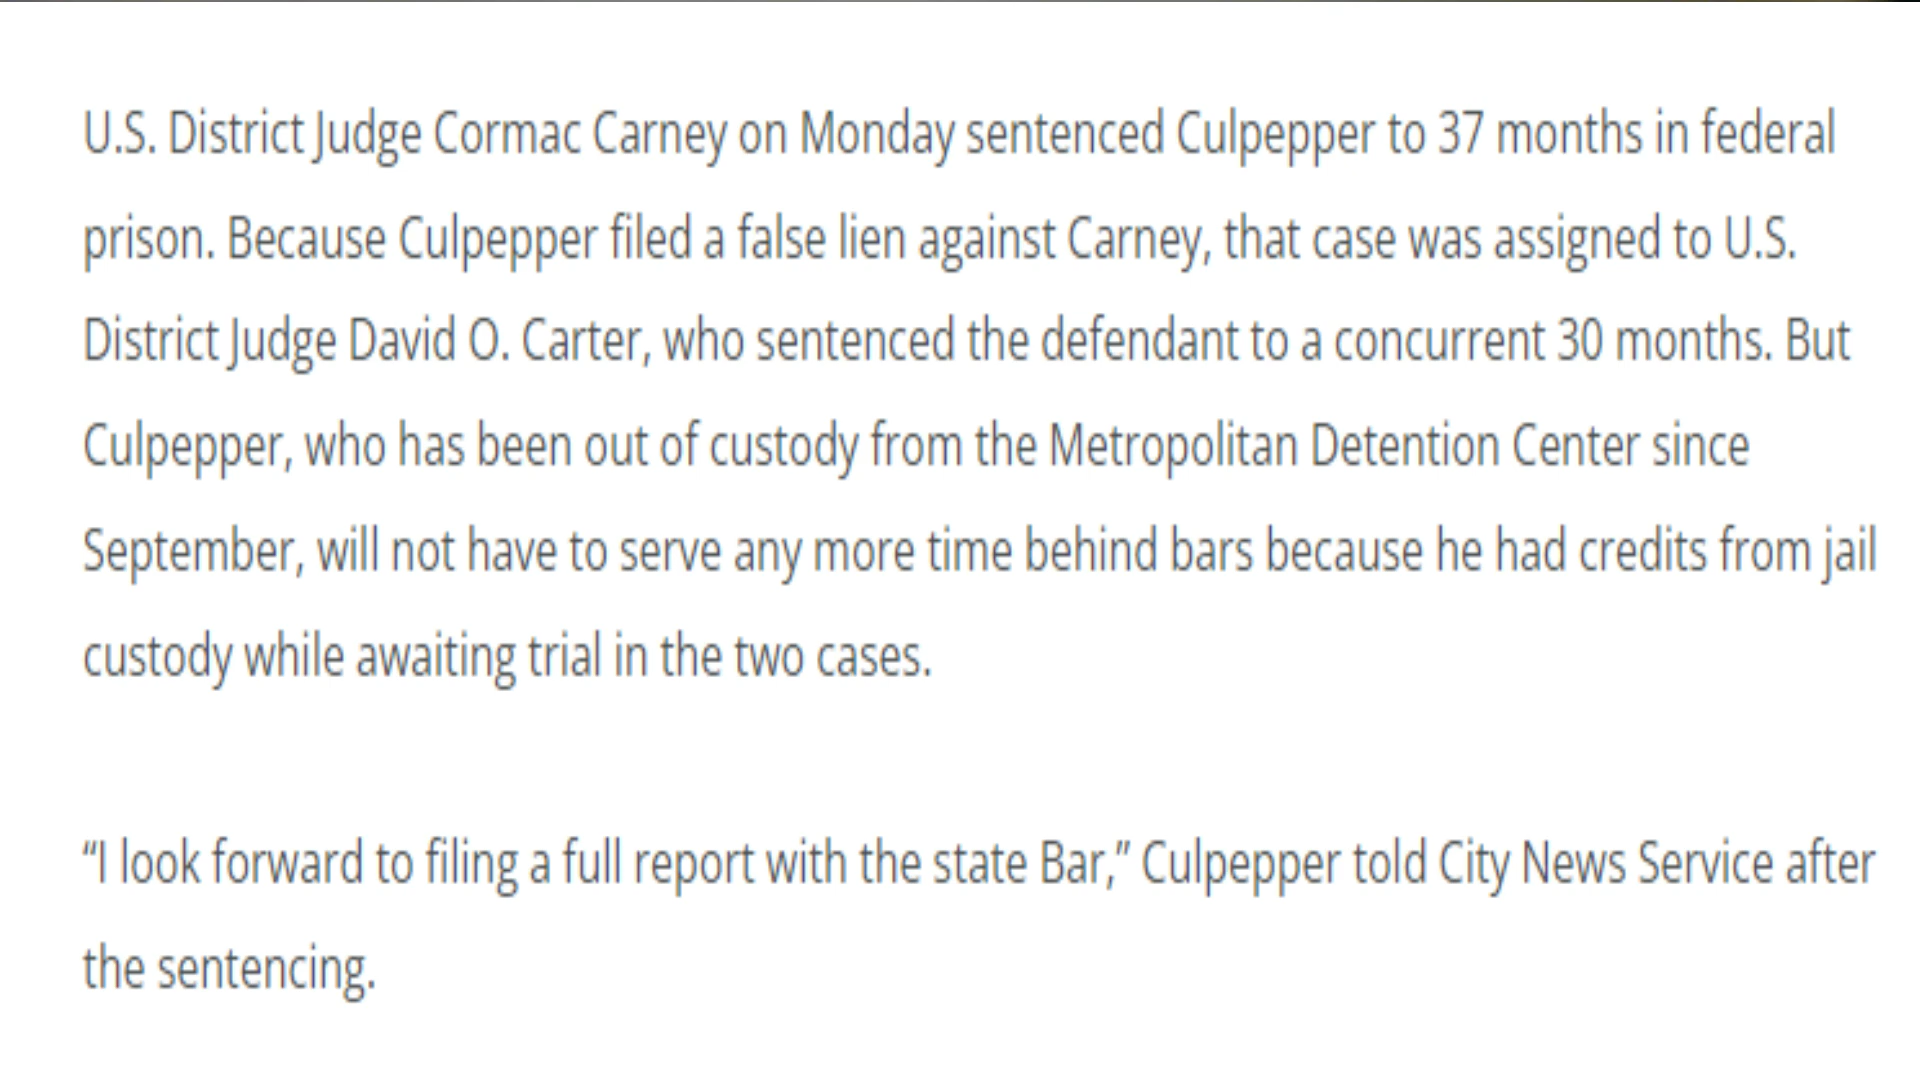 U.S. District Judge Cormac Carney on Monday sentenced Culpepper to 37 months in federal
prison. Because Culpepper filed a false lien against Carney, that case was assigned to U.S.
District Judge David O. Carter, who sentenced the defendant to a concurrent 30 months. But
Culpepper, who has been out of custody from the Metropolitan Detention Center since
September, will not have to serve any more time behind bars because he had credits from jail
custody while awaiting trial in the two cases.
“I look forward to filing a full report with the state Bar,” Culpepper told City News Service after
the sentencing.